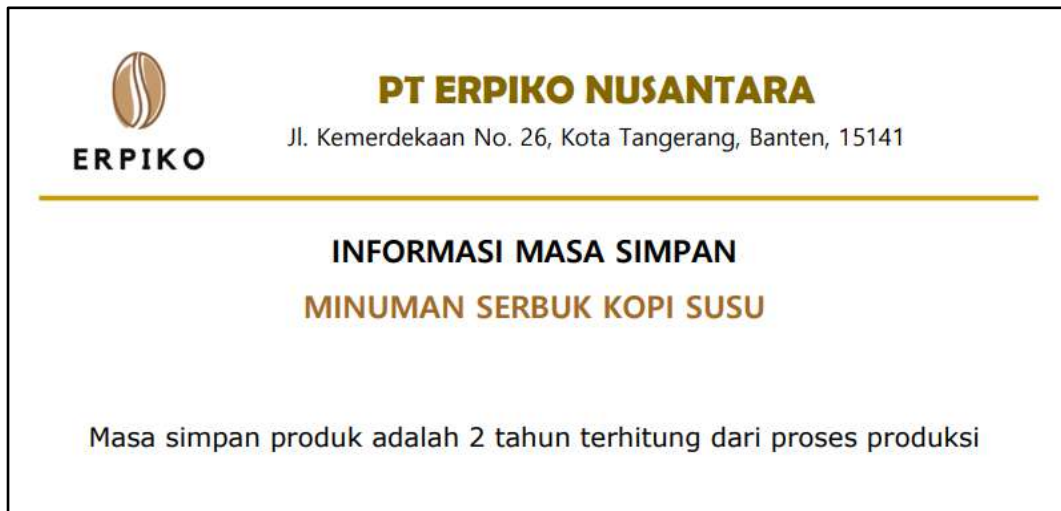 ERPIKO
PT ERPIKO NUSANTARA
Jl. Kemerdekaan No. 26, Kota Tangerang, Banten, 15141
INFORMASI MASA SIMPAN
MINUMAN SERBUK KOPI SUSU
Masa simpan produk adalah 2 tahun terhitung dari proses produksi